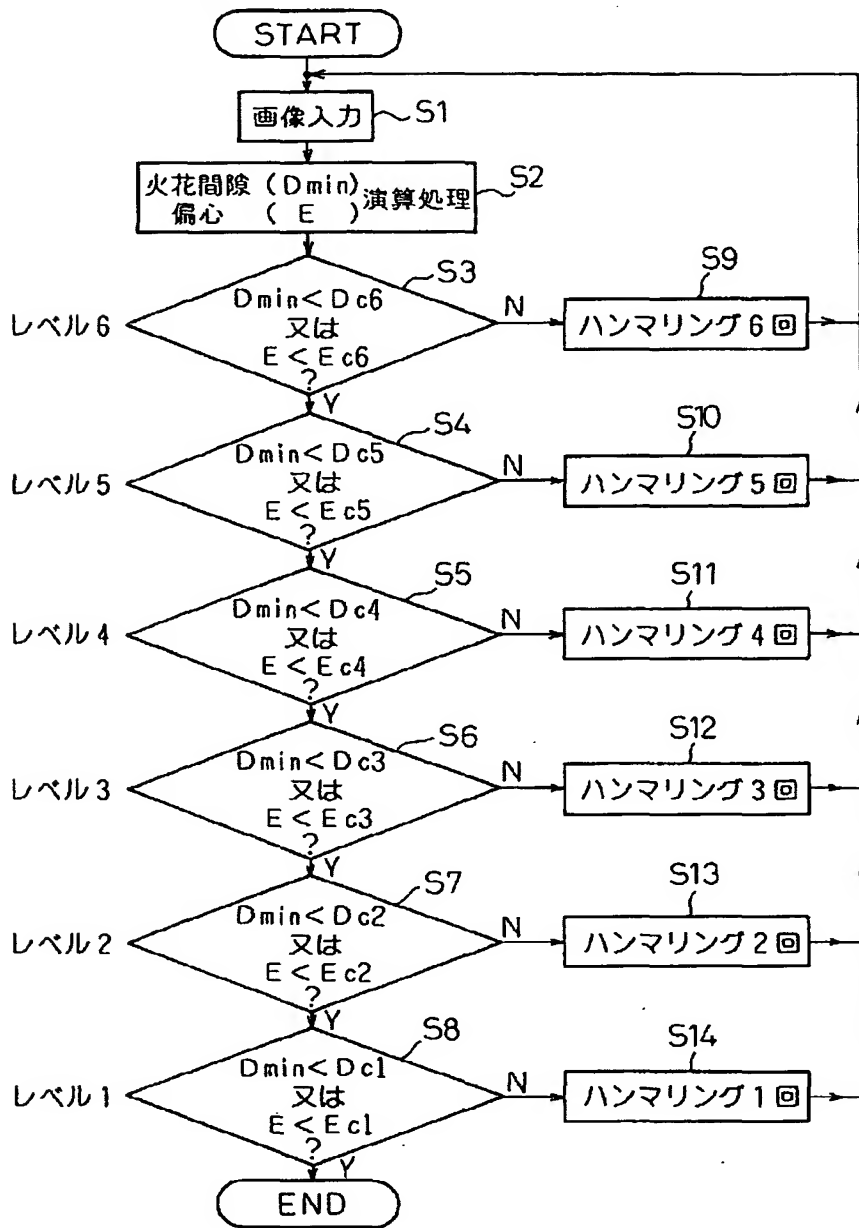 START
画像入力
S1
火花間隙 (Dmin) 演算処理
偏心 ( E )
S2
S3
レベル6
Dmin<Dc6
又は
E<Ec6
?
N
Y
S9
ハンマリング6回
S4
レベル5
Dmin<Dc5
又は
E<Ec5
?
N
Y
S10
ハンマリング5回
S5
レベル4
Dmin<Dc4
又は
E<Ec4
?
N
Y
S11
ハンマリング4回
S6
レベル3
Dmin<Dc3
又は
E<Ec3
?
N
Y
S12
ハンマリング3回
S7
レベル2
Dmin<Dc2
又は
E<Ec2
?
N
Y
S13
ハンマリング2回
S8
レベル1
Dmin<Dc1
又は
E<Ec1
?
N
Y
S14
ハンマリング1回
END